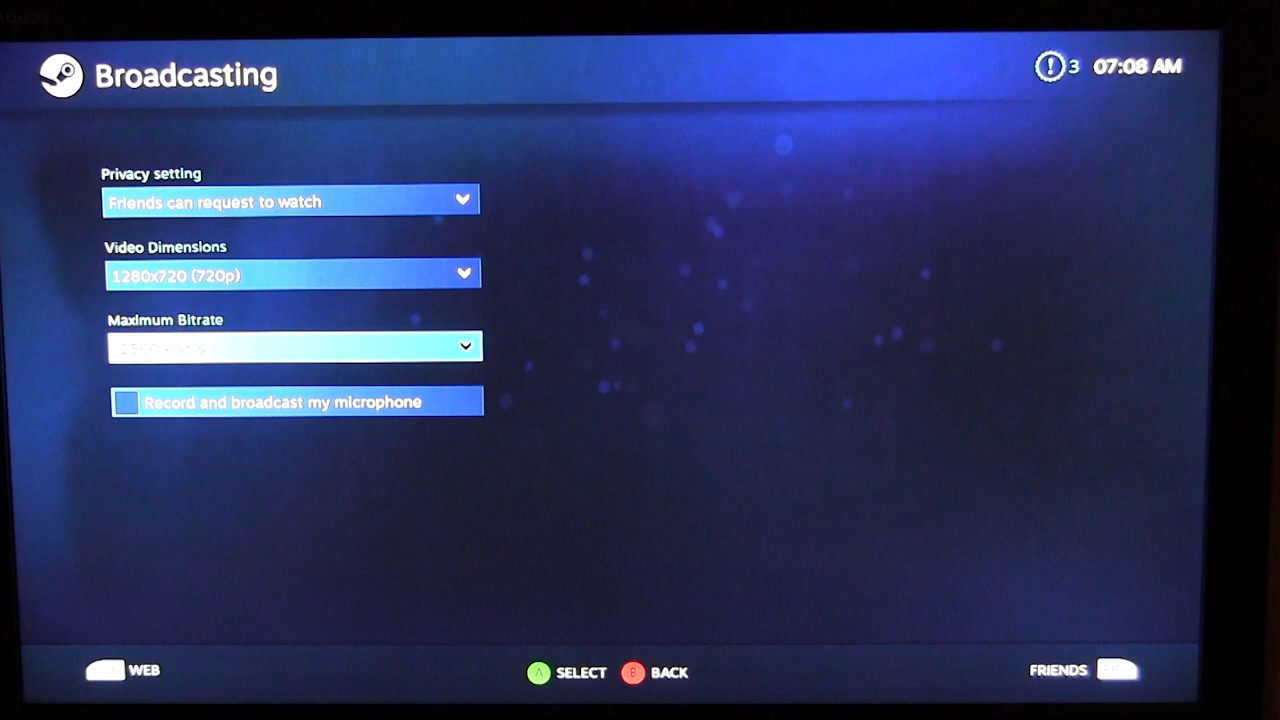 Broadcasting
3 07:08 AM
Privacy setting
Friends can request to watch
Video Dimensions
1280x720 (720p)
Maximum Bitrate
Record and broadcast my microphone
WEB
A SELECT B BACK
FRIENDS